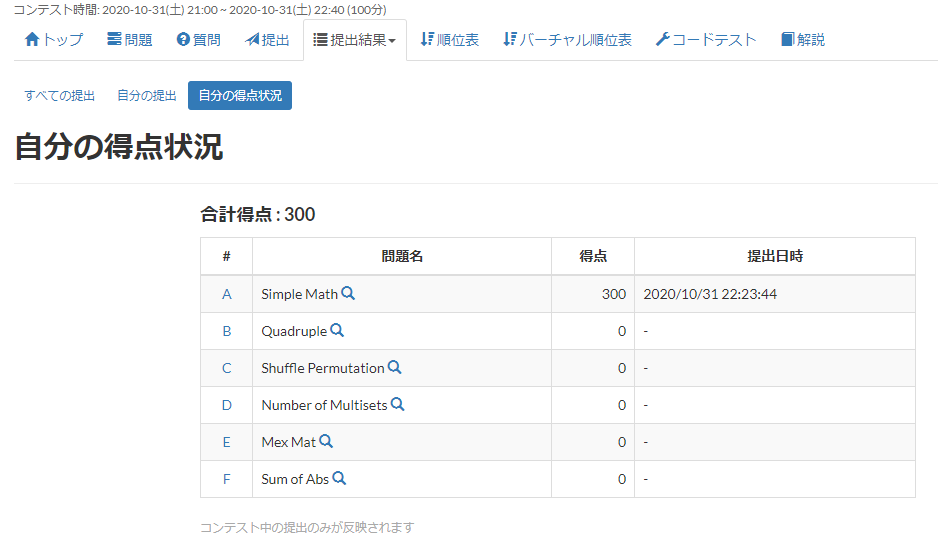 コンテスト時間: 2020-10-31(土) 21:00 ~ 2020-10-31(土) 22:40 (100分)
トップ 問題 質問 提出 提出結果 順位表 バーチャル順位表 コードテスト 解説
すべての提出 自分の提出 自分の得点状況
自分の得点状況
合計得点 : 300
# 問題名 得点 提出日時
A Simple Math 300 2020/10/31 22:23:44
B Quadruple 0 -
C Shuffle Permutation 0 -
D Number of Multisets 0 -
E Mex Mat 0 -
F Sum of Abs 0 -
コンテスト中の提出のみが反映されます